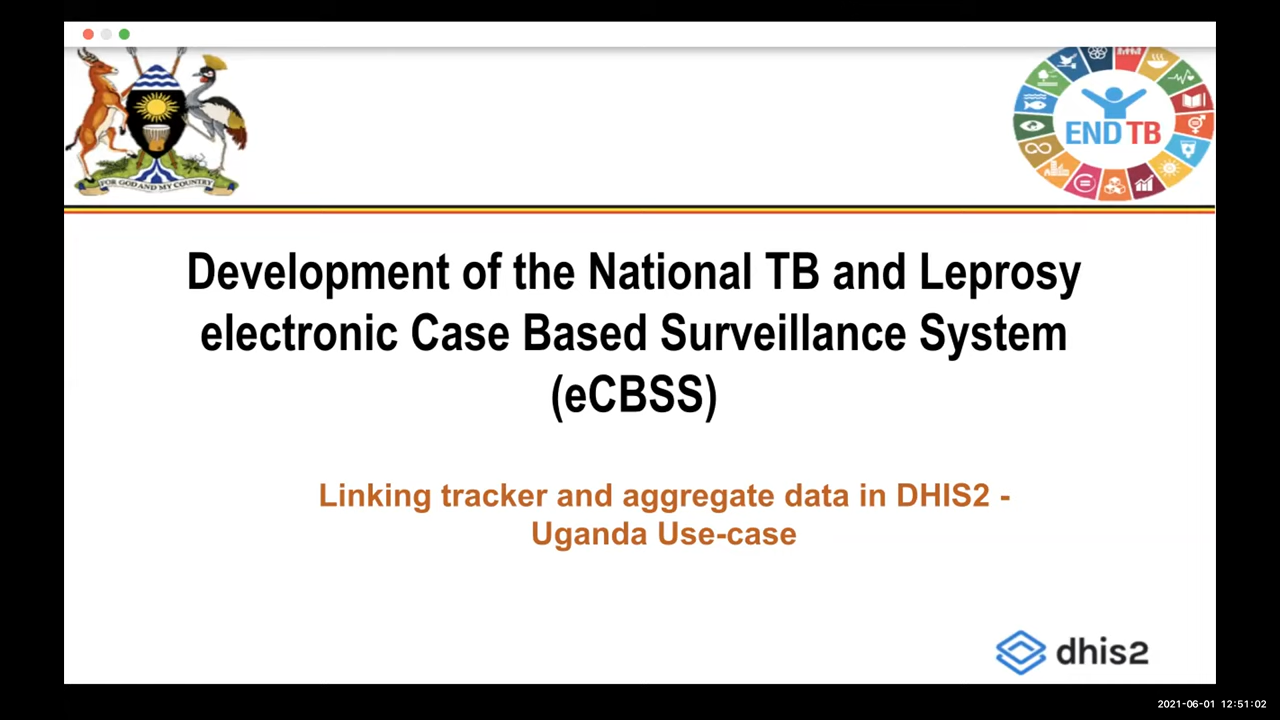 FOR GOD AND MY COUNTRY
END TB
Development of the National TB and Leprosy
electronic Case Based Surveillance System
(eCBSS)
Linking tracker and aggregate data in DHIS2 -
Uganda Use-case
dhis2
2021-06-01 12:51:02